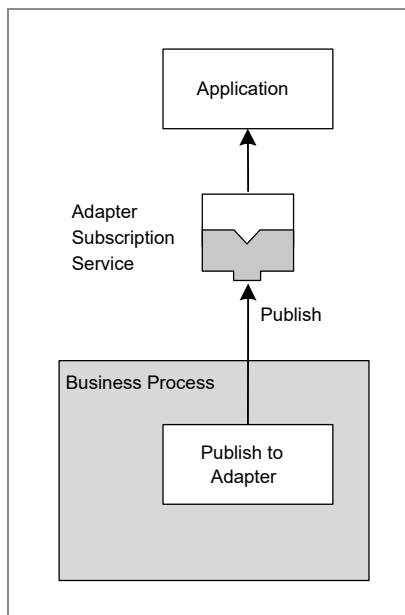 Application
Adapter
Subscription
Service
Publish
Business Process
Publish to
Adapter